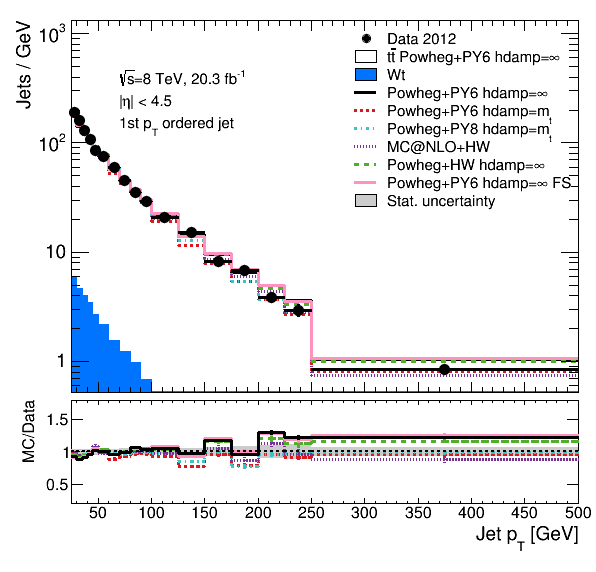 Jets / GeV
10³
10²
10
1
√s=8 TeV, 20.3 fb⁻¹
|η| < 4.5
1st p_T ordered jet
Data 2012
tt̄ Powheg+PY6 hdamp=∞
Wt
Powheg+PY6 hdamp=∞
Powheg+PY6 hdamp=m_t
Powheg+PY8 hdamp=m_t
MC@NLO+HW
Powheg+HW hdamp=∞
Powheg+PY6 hdamp=∞ FS
Stat. uncertainty
MC/Data
1.5
1
0.5
50 100 150 200 250 300 350 400 450 500
Jet p_T [GeV]